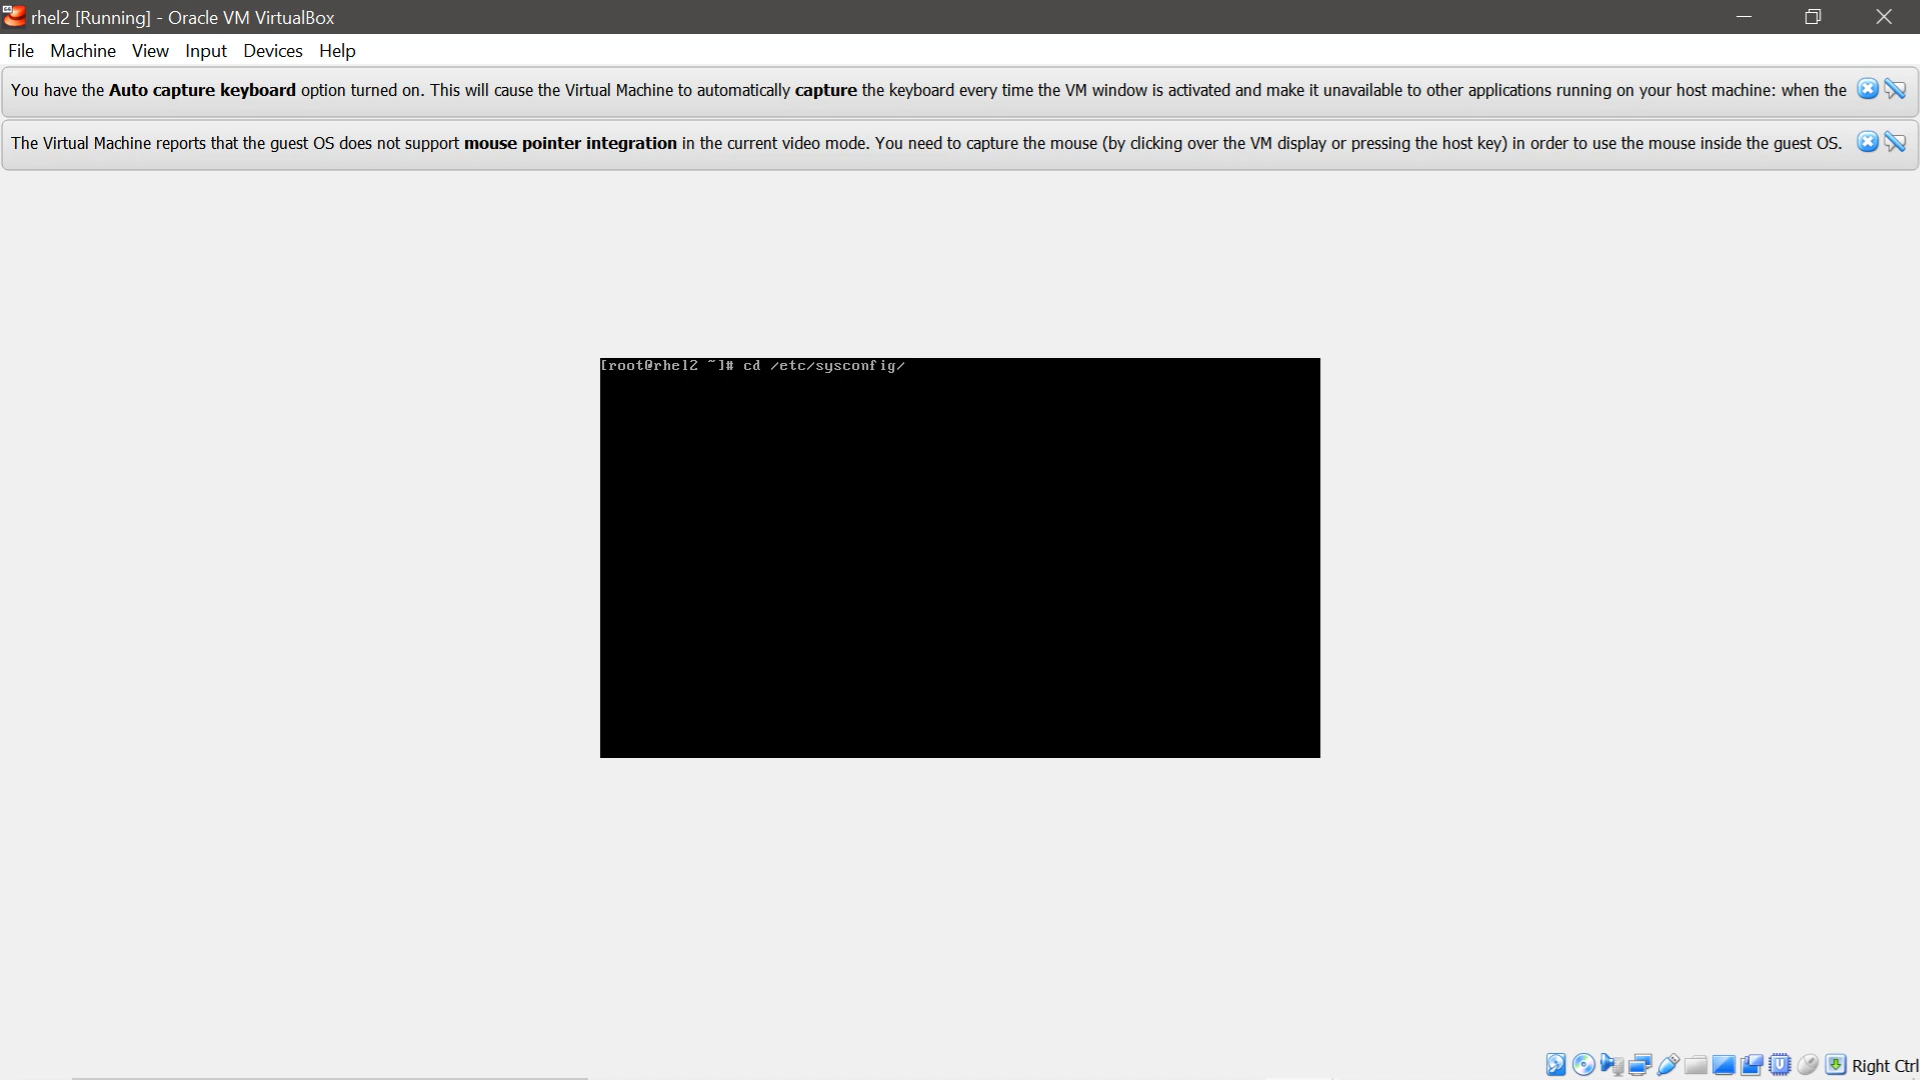 rhel2 [Running] - Oracle VM VirtualBox
File Machine View Input Devices Help
You have the Auto capture keyboard option turned on. This will cause the Virtual Machine to automatically capture the keyboard every time the VM window is activated and make it unavailable to other applications running on your host machine: when the
The Virtual Machine reports that the guest OS does not support mouse pointer integration in the current video mode. You need to capture the mouse (by clicking over the VM display or pressing the host key) in order to use the mouse inside the guest OS.
[root@rhel2 ~]# cd /etc/sysconfig/
Right Ctrl